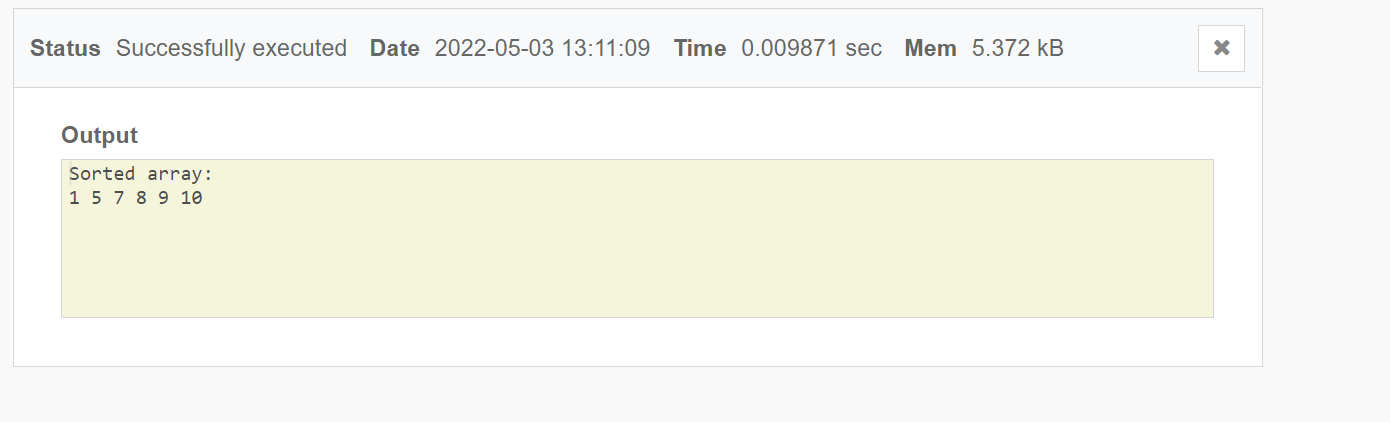 Status Successfully executed Date 2022-05-03 13:11:09 Time 0.009871 sec Mem 5.372 kB
Output
Sorted array:
1 5 7 8 9 10